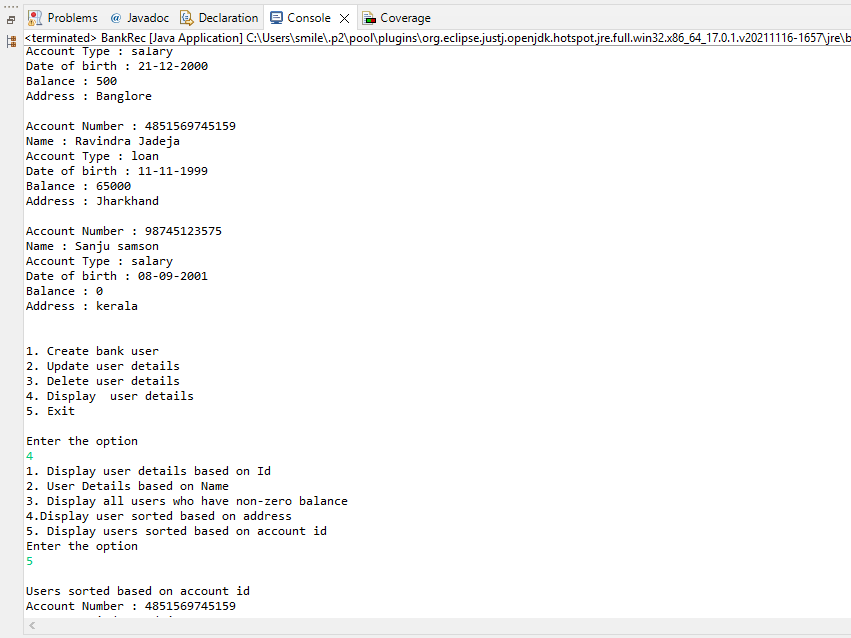 Problems @ Javadoc Declaration Console Coverage
<terminated> BankRec [Java Application] C:\Users\smile\.p2\pool\plugins\org.eclipse.justj.openjdk.hotspot.jre.full.win32.x86_64_17.0.1.v20211116-1657\jre\b
Account Type : salary
Date of birth : 21-12-2000
Balance : 500
Address : Banglore
Account Number : 4851569745159
Name : Ravindra Jadeja
Account Type : loan
Date of birth : 11-11-1999
Balance : 65000
Address : Jharkhand
Account Number : 98745123575
Name : Sanju samson
Account Type : salary
Date of birth : 08-09-2001
Balance : 0
Address : kerala
1. Create bank user
2. Update user details
3. Delete user details
4. Display  user details
5. Exit
Enter the option
4
1. Display user details based on Id
2. User Details based on Name
3. Display all users who have non-zero balance
4.Display user sorted based on address
5. Display users sorted based on account id
Enter the option
5
Users sorted based on account id
Account Number : 4851569745159